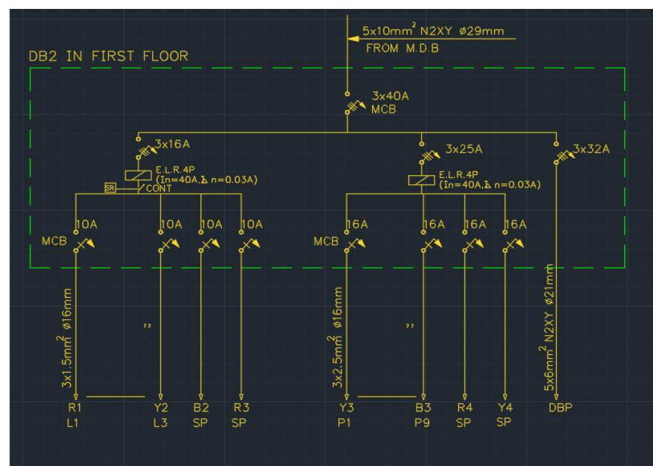 5x10mm² N2XY ø29mm
FROM M.D.B
DB2 IN FIRST FLOOR
3x40A
MCB
3x16A
3x25A
3x32A
E.L.R.4P
(In=40A,∆ n=0.03A)
SR
CONT
E.L.R.4P
(In=40A,∆ n=0.03A)
10A
10A
10A
10A
16A
16A
16A
16A
MCB
MCB
3x1.5mm² ø16mm
,,
3x2.5mm² ø16mm
,,
5x6mm² N2XY ø21mm
R1
Y2
B2
R3
Y3
B3
R4
Y4
DBP
L1
L3
SP
SP
P1
P9
SP
SP